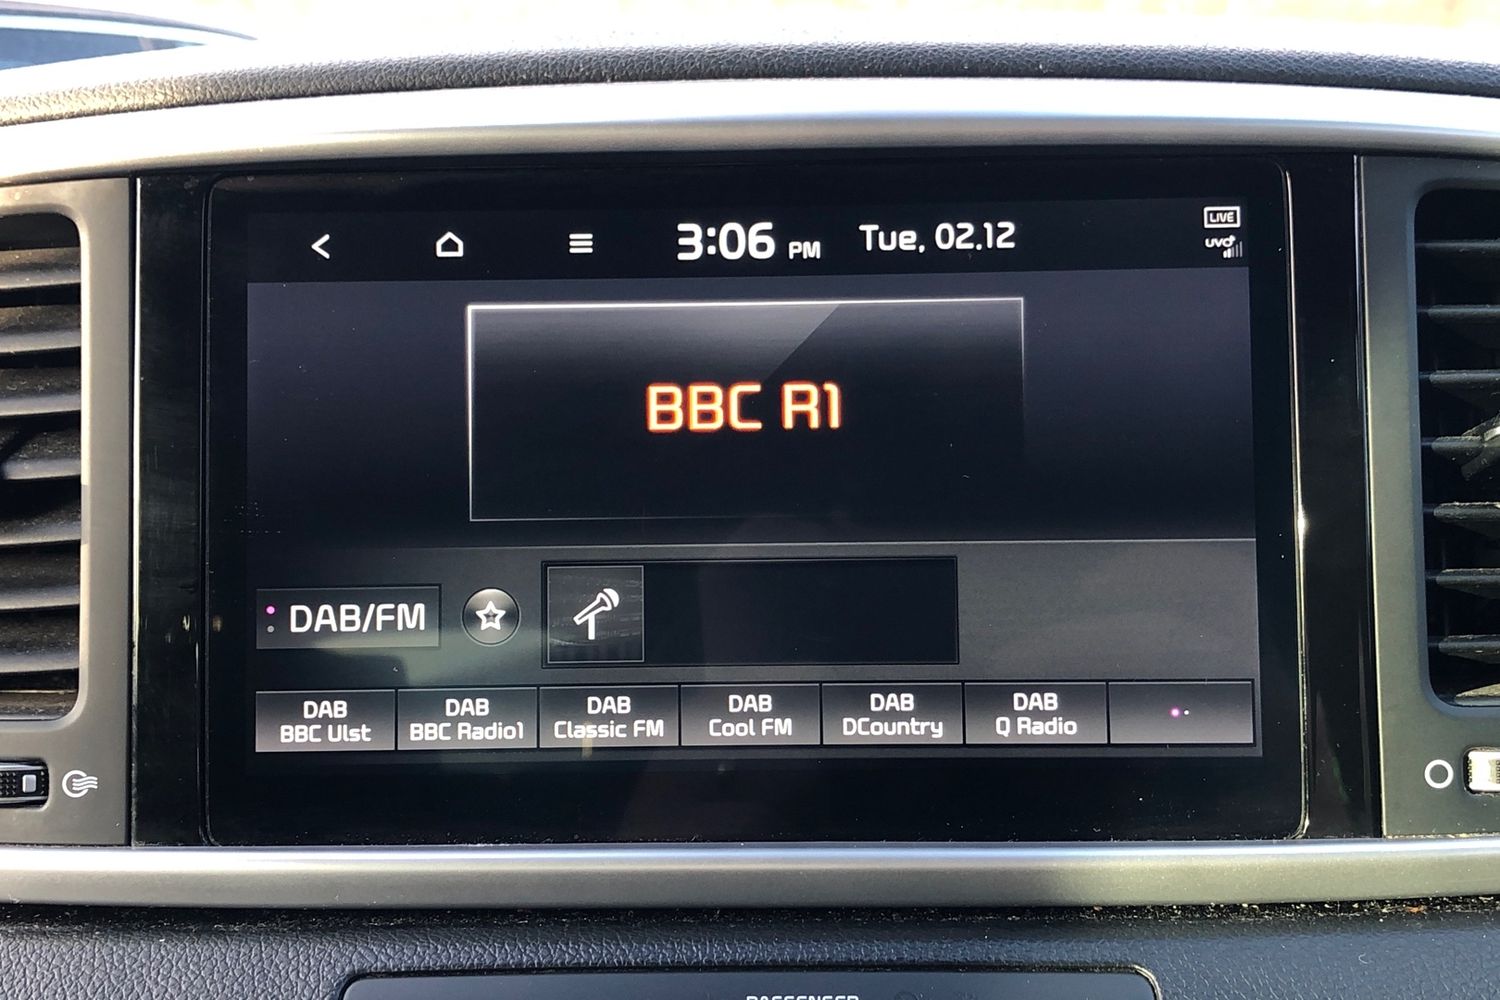 3:06 PM Tue, 02.12
LIVE
UVO+
BBC R1
DAB/FM
DAB
BBC Ulst
DAB
BBC Radio1
DAB
Classic FM
DAB
Cool FM
DAB
DCountry
DAB
Q Radio
PASSENGER